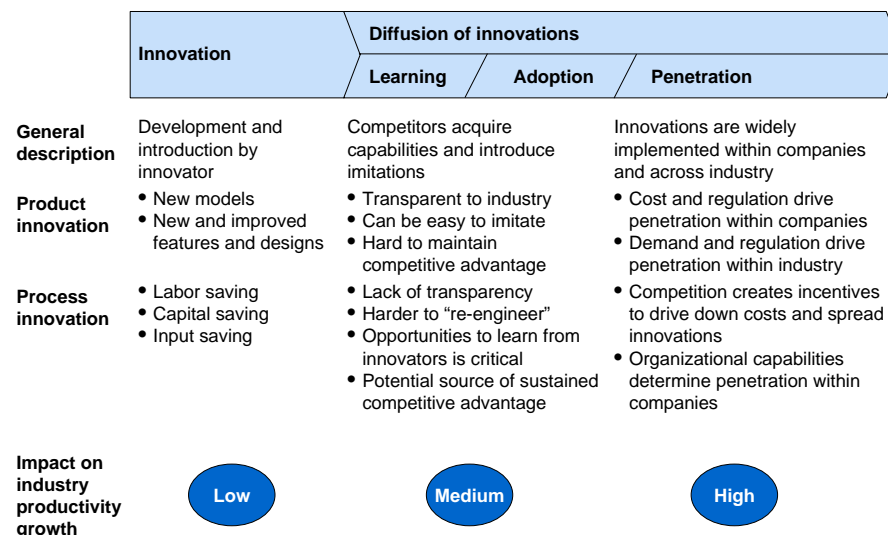 Innovation
Diffusion of innovations
Learning
Adoption
Penetration
General
description
Development and
introduction by
innovator
Competitors acquire
capabilities and introduce
imitations
Innovations are widely
implemented within companies
and across industry
Product
innovation
• New models
• New and improved
features and designs
• Transparent to industry
• Can be easy to imitate
• Hard to maintain
competitive advantage
• Cost and regulation drive
penetration within companies
• Demand and regulation drive
penetration within industry
Process
innovation
• Labor saving
• Capital saving
• Input saving
• Lack of transparency
• Harder to “re-engineer”
• Opportunities to learn from
innovators is critical
• Potential source of sustained
competitive advantage
• Competition creates incentives
to drive down costs and spread
innovations
• Organizational capabilities
determine penetration within
companies
Impact on
industry
productivity
growth
Low
Medium
High